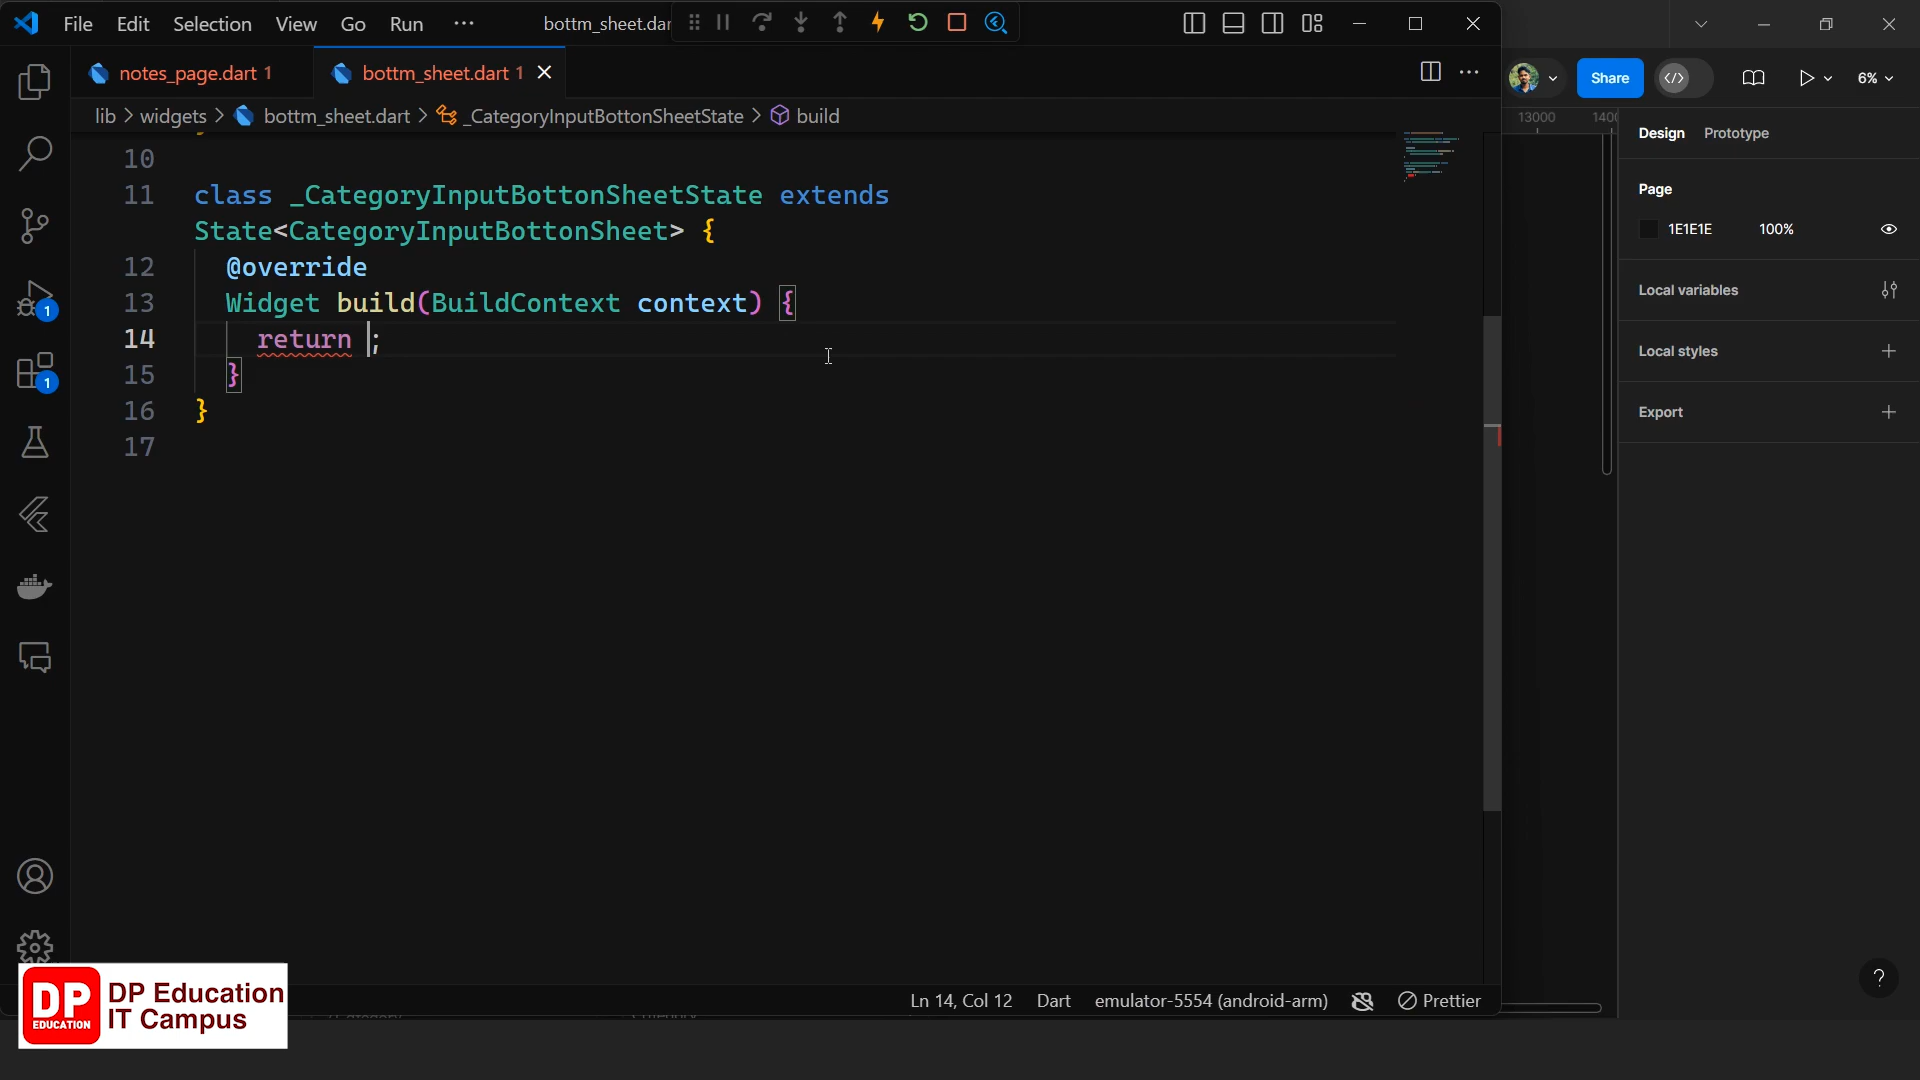 File Edit Selection View Go Run ··· bottm_sheet.dar
notes_page.dart 1 bottm_sheet.dart 1
Share 6%
lib > widgets > bottm_sheet.dart > _CategoryInputBottonSheetState > build
13000 1400
Design Prototype
10
11 class _CategoryInputBottonSheetState extends
State<CategoryInputBottonSheet> {
12 @override
13 Widget build(BuildContext context) {
14 return ;
15 }
16 }
17
Page
1E1E1E 100%
Local variables
Local styles
Export
1
1
DP EDUCATION
DP Education
IT Campus
Ln 14, Col 12 Dart emulator-5554 (android-arm) Prettier
?